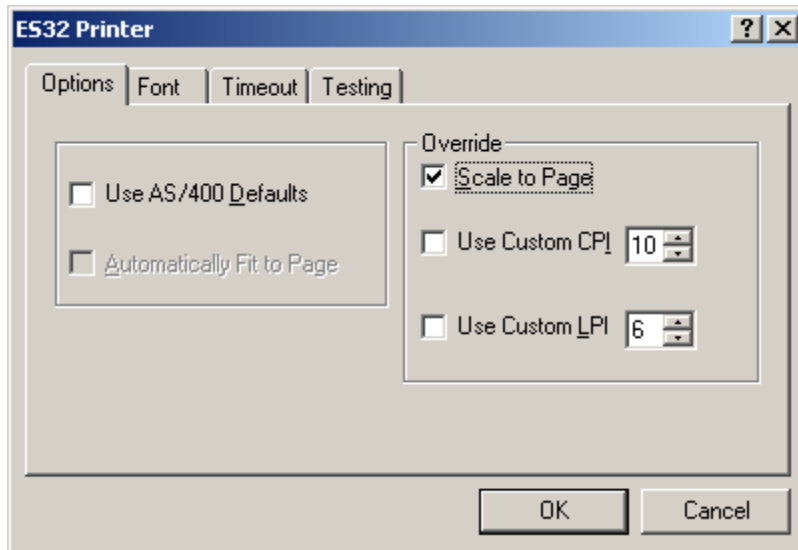 ES32 Printer
Options Font Timeout Testing
Use AS/400 Defaults
Automatically Fit to Page
Override
Scale to Page
Use Custom CPI 10
Use Custom LPI 6
OK Cancel